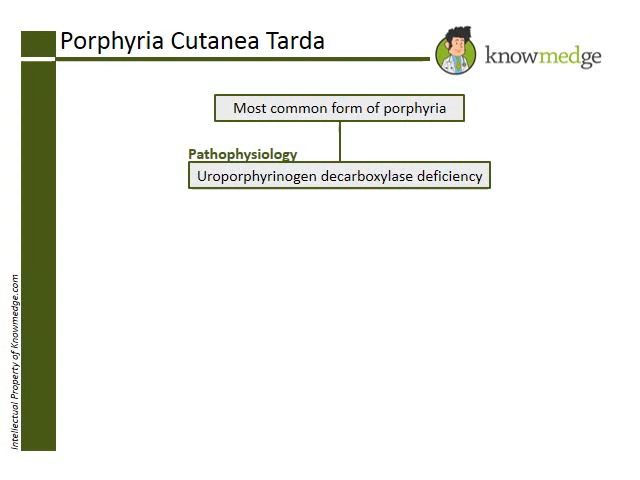 Porphyria Cutanea Tarda
knowmedge
Most common form of porphyria
Pathophysiology
Uroporphyrinogen decarboxylase deficiency
Intellectual Property of Knowmedge.com